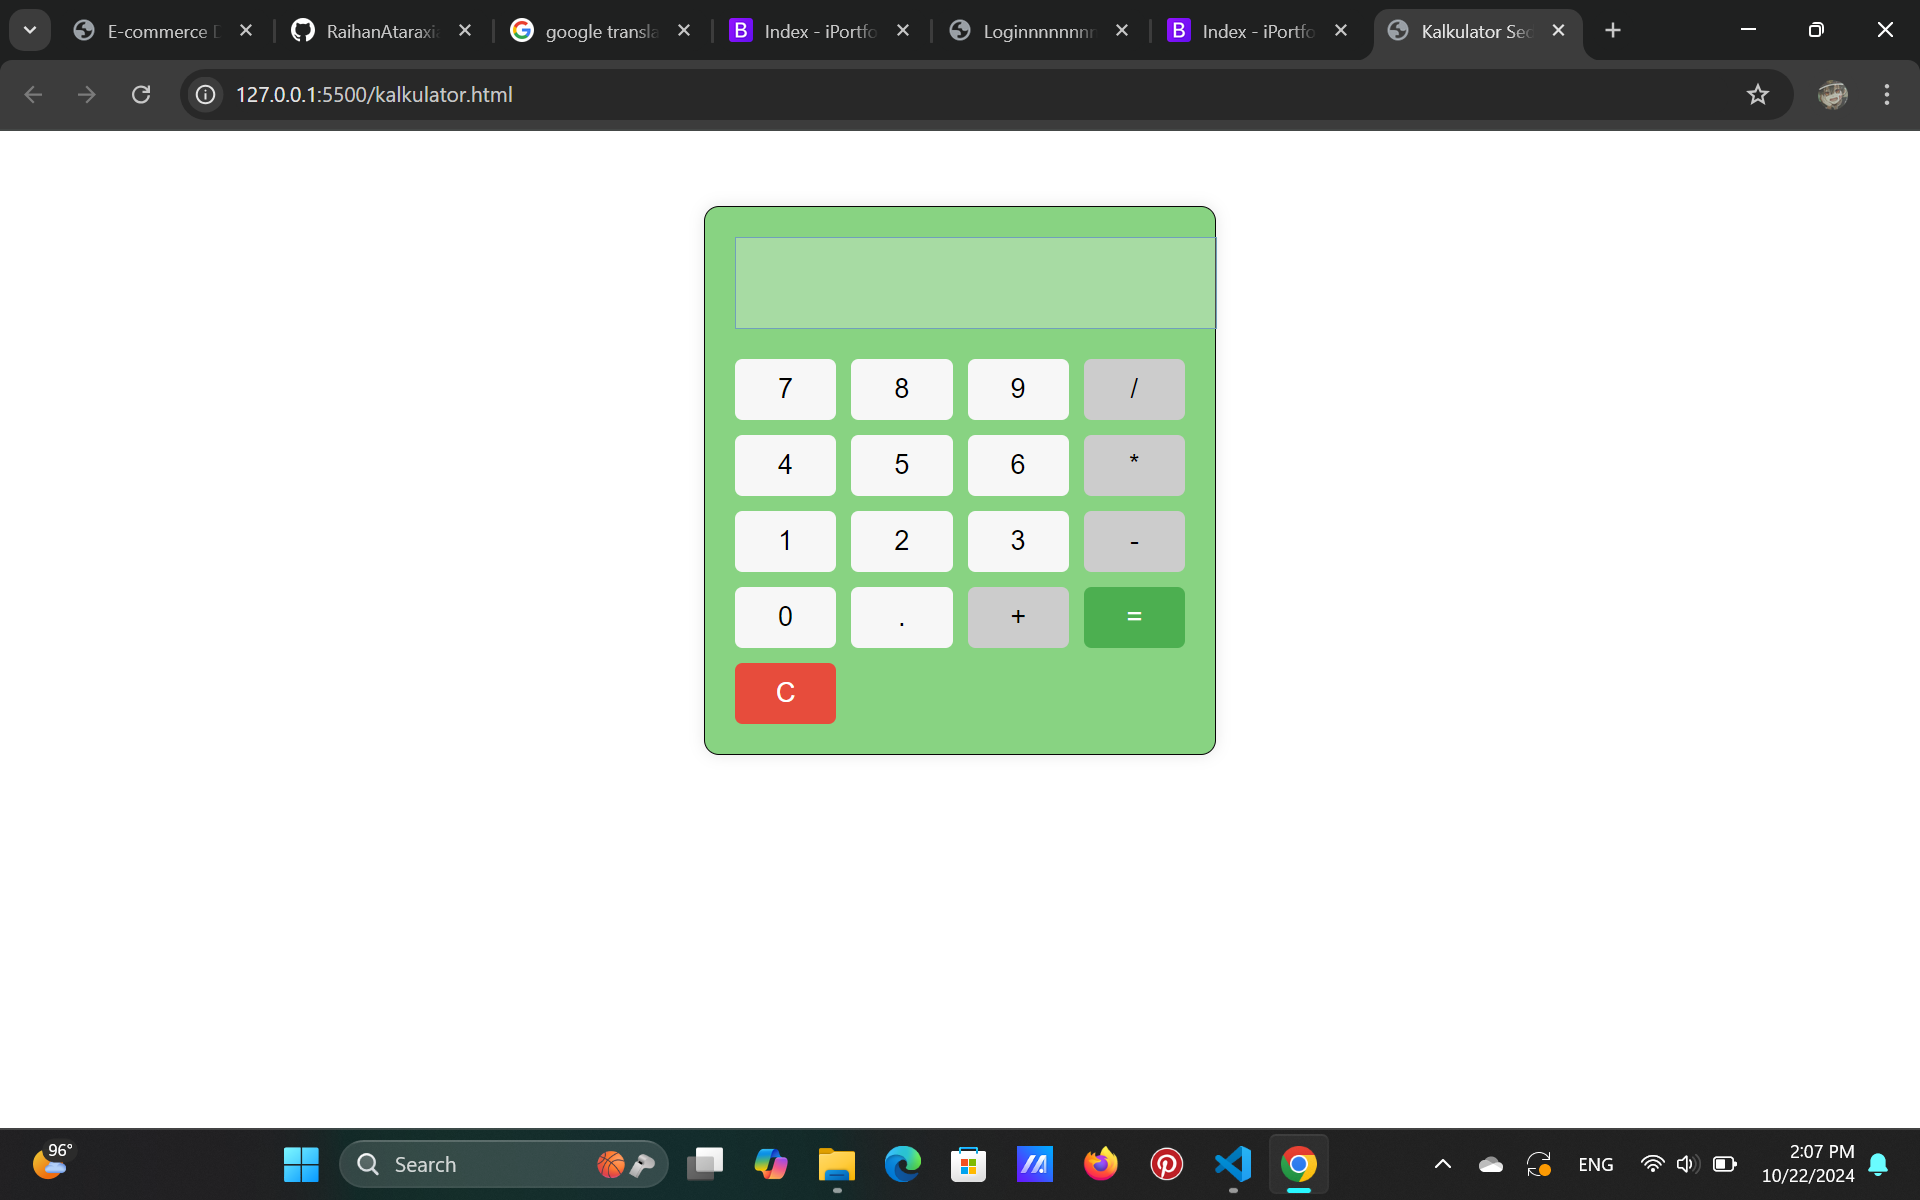 E-commerce D
RaihanAtaraxia
google transla
B Index - iPortfo
Loginnnnnnnn
B Index - iPortfo
Kalkulator Sed
127.0.0.1:5500/kalkulator.html
7 8 9 /
4 5 6 *
1 2 3 -
0 . + =
C
96°
Search
ENG
2:07 PM
10/22/2024